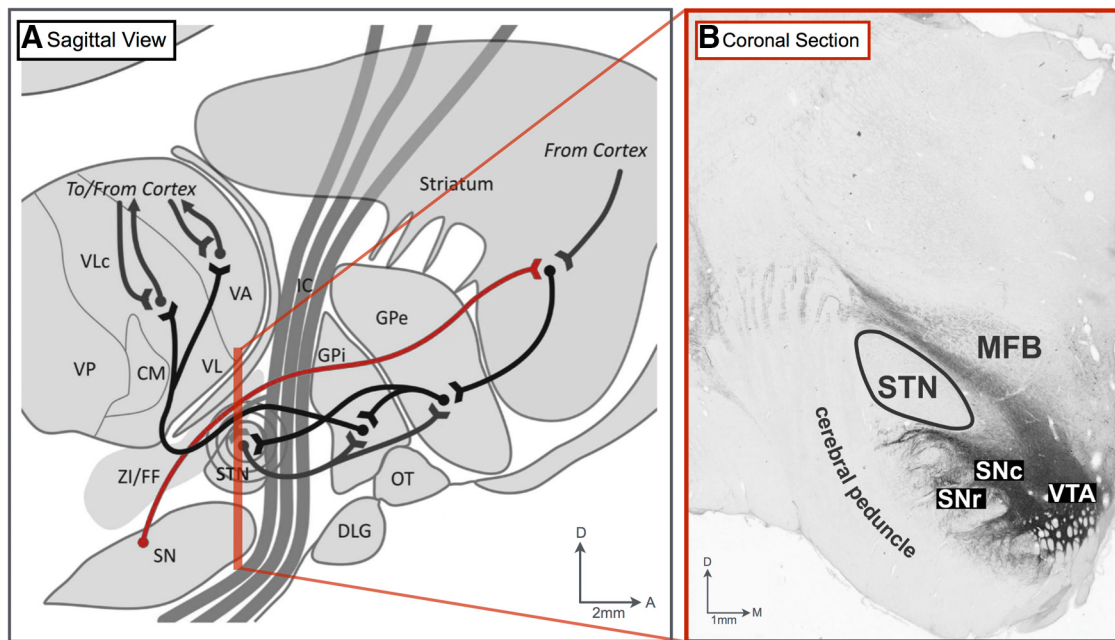 A Sagittal View
From Cortex
To/From Cortex
Striatum
VLc
VA
IC
GPe
GPi
VP
CM
VL
ZI/FF
STN
OT
DLG
SN
D
A
2mm
B Coronal Section
MFB
STN
cerebral peduncle
SNc
SNr
VTA
D
M
1mm